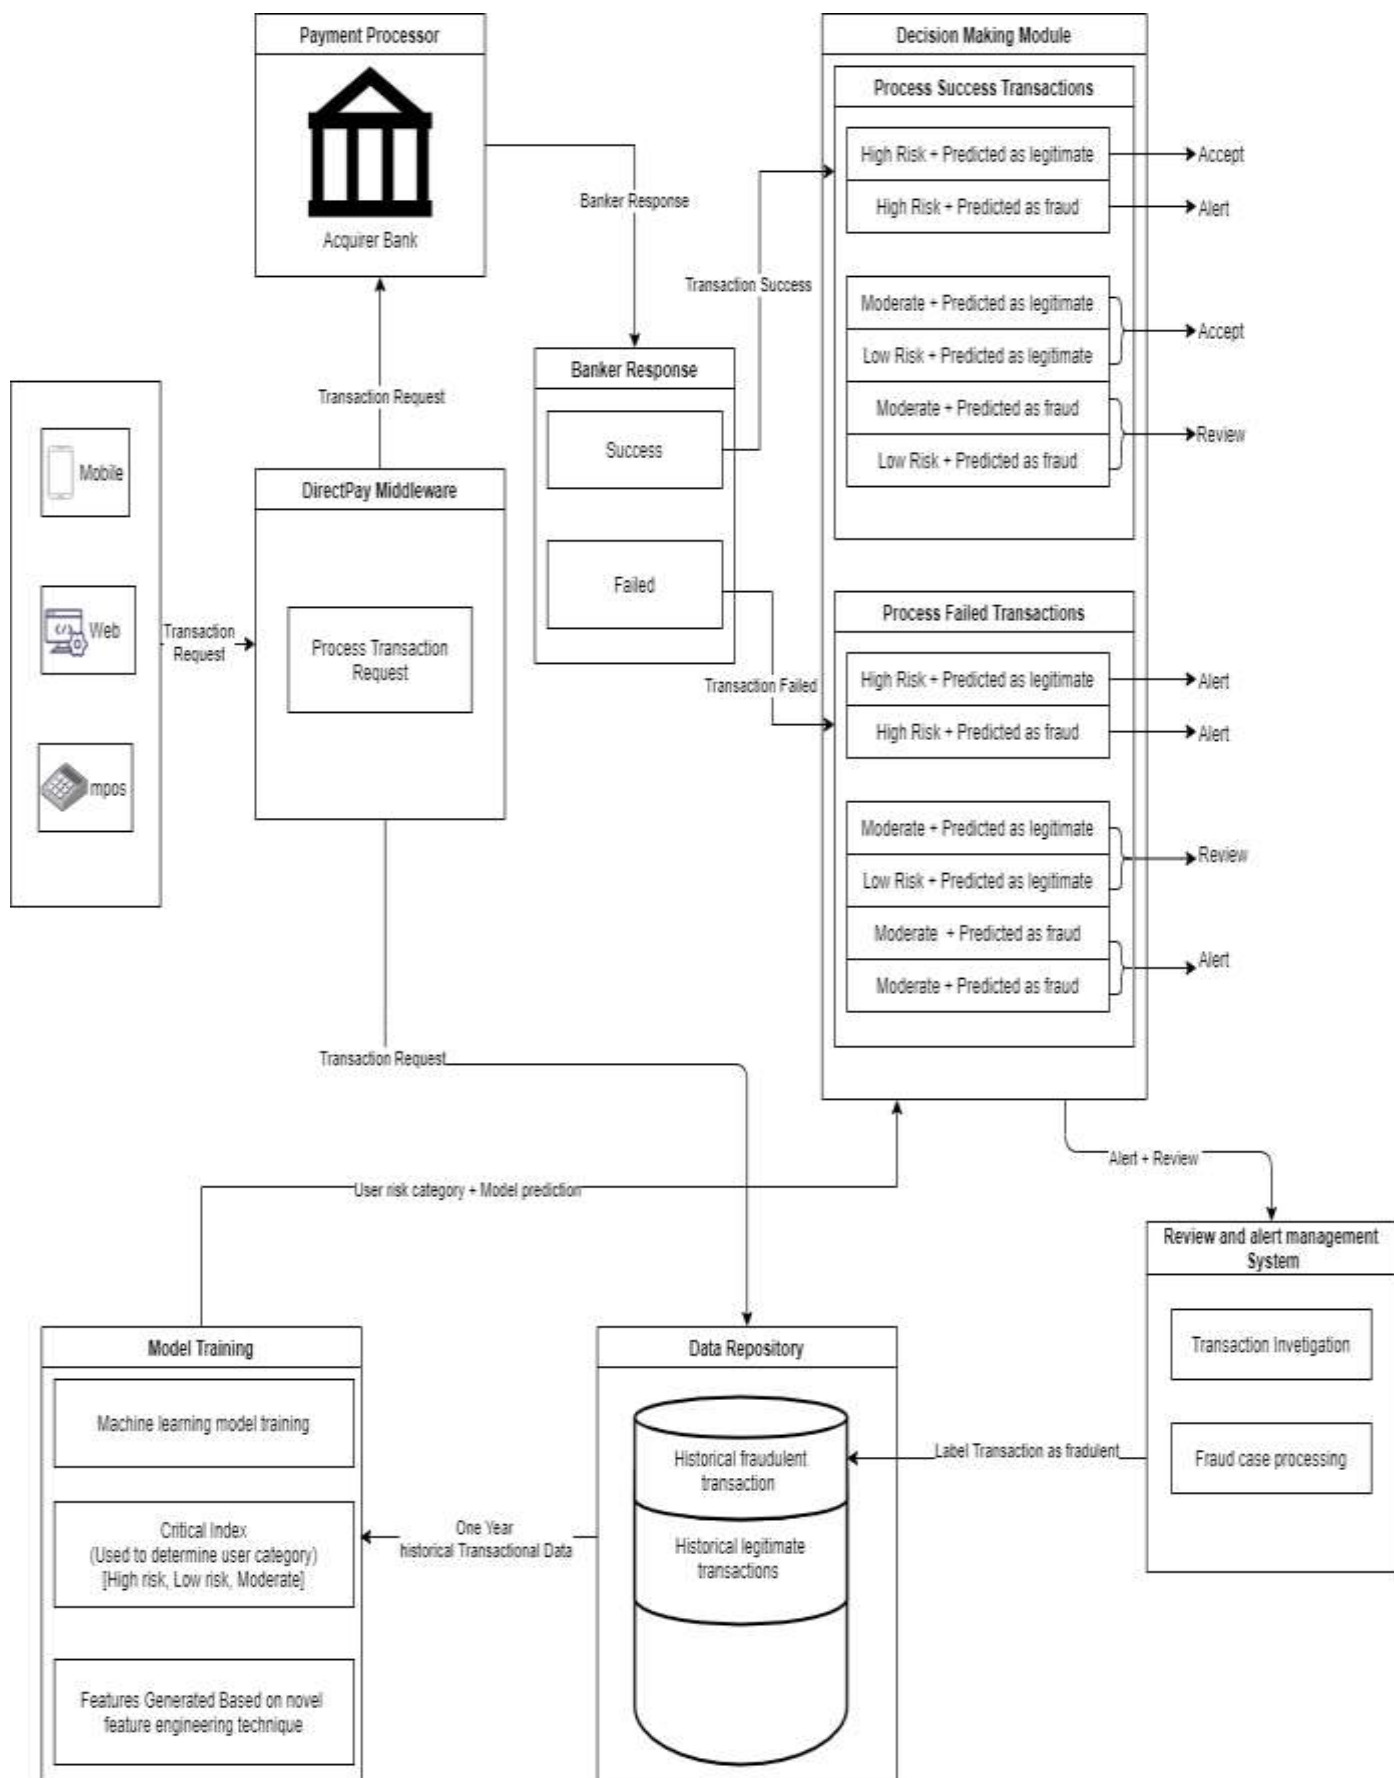 Payment Processor
Acquirer Bank
Transaction Request
Mobile
Web
mpos
Transaction
Request
DirectPay Middleware
Process Transaction
Request
Banker Response
Banker Response
Success
Failed
Transaction Success
Transaction Failed
Decision Making Module
Process Success Transactions
High Risk + Predicted as legitimate
Accept
High Risk + Predicted as fraud
Alert
Moderate + Predicted as legitimate
Low Risk + Predicted as legitimate
Accept
Moderate + Predicted as fraud
Low Risk + Predicted as fraud
Review
Process Failed Transactions
High Risk + Predicted as legitimate
Alert
High Risk + Predicted as fraud
Alert
Moderate + Predicted as legitimate
Low Risk + Predicted as legitimate
Review
Moderate + Predicted as fraud
Moderate + Predicted as fraud
Alert
Transaction Request
User risk category + Model prediction
Alert + Review
Review and alert management
System
Transaction Invetigation
Fraud case processing
Label Transaction as fradulent
Data Repository
Historical fraudulent
transaction
Historical legitimate
transactions
One Year
historical Transactional Data
Model Training
Machine learning model training
Critical Index
(Used to determine user category)
[High risk, Low risk, Moderate]
Features Generated Based on novel
feature engineering technique